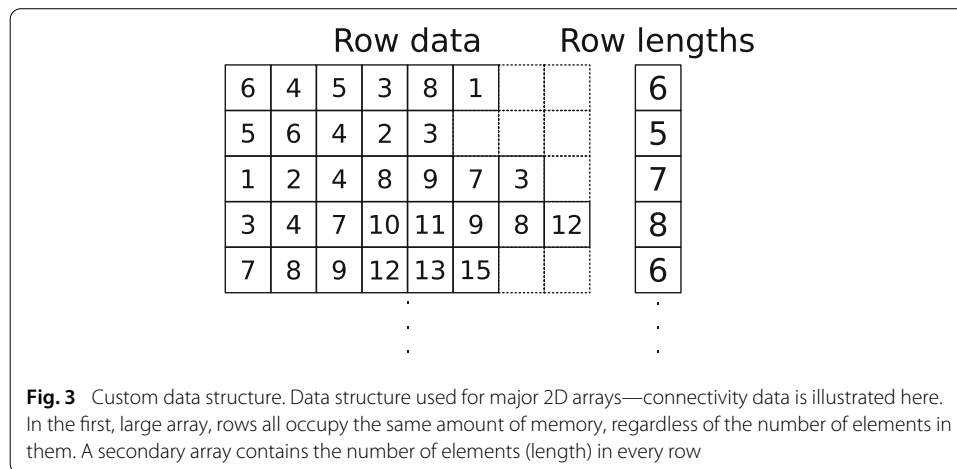 Row data Row lengths
6 4 5 3 8 1 6
5 6 4 2 3 5
1 2 4 8 9 7 3 7
3 4 7 10 11 9 8 12 8
7 8 9 12 13 15 6
Fig. 3 Custom data structure. Data structure used for major 2D arrays—connectivity data is illustrated here.
In the first, large array, rows all occupy the same amount of memory, regardless of the number of elements in
them. A secondary array contains the number of elements (length) in every row